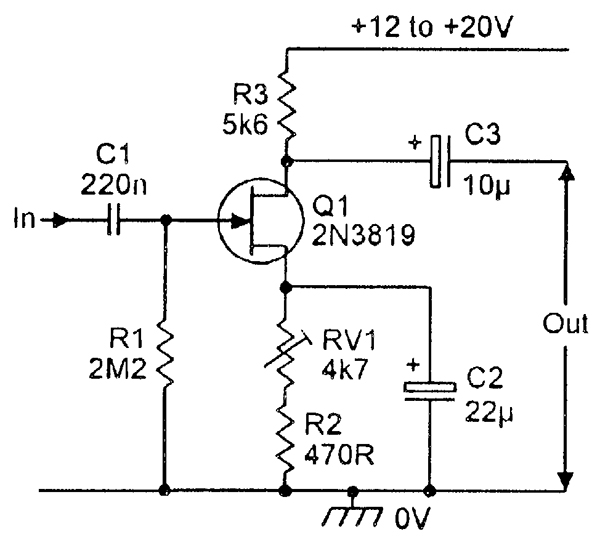 +12 to +20V
R3
5k6
C3
10µ
C1
220n
In
Q1
2N3819
Out
R1
2M2
RV1
4k7
C2
22µ
R2
470R
0V
+
+